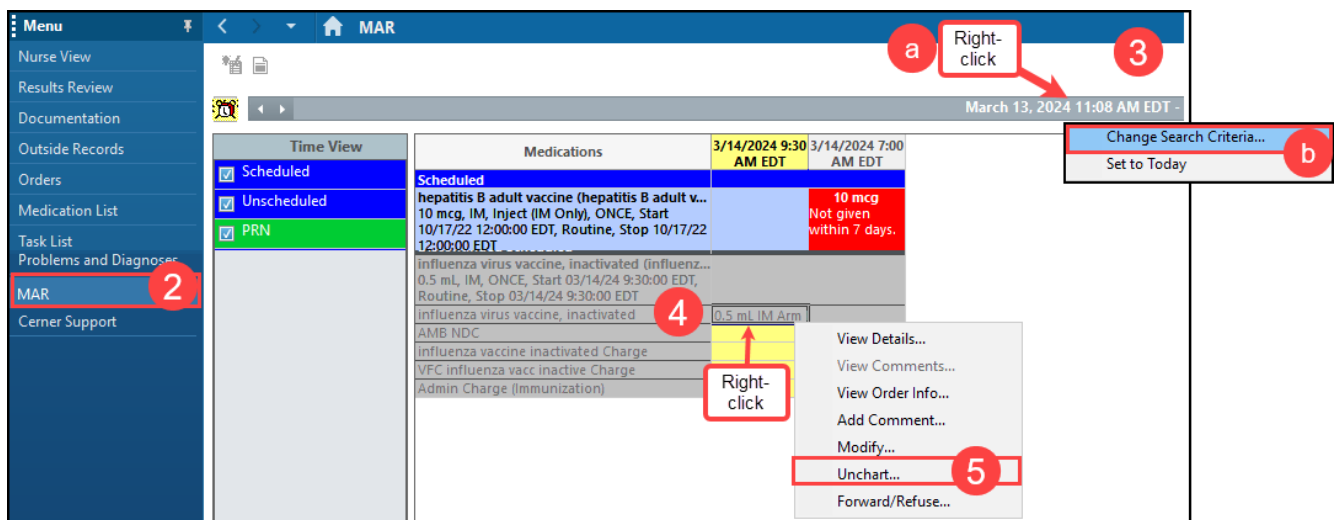 Menu
MAR
a
Right-
click
3
Nurse View
Results Review
Documentation
Outside Records
Orders
Medication List
Task List
Problems and Diagnoses
MAR
2
Cerner Support
March 13, 2024 11:08 AM EDT -
Change Search Criteria...
b
Set to Today
Time View
Scheduled
Unscheduled
PRN
Medications
3/14/2024 9:30
AM EDT
3/14/2024 7:00
AM EDT
Scheduled
hepatitis B adult vaccine (hepatitis B adult v...
10 mcg, IM, Inject (IM Only), ONCE, Start
10/17/22 12:00:00 EDT, Routine, Stop 10/17/22
12:00:00 EDT
10 mcg
Not given
within 7 days.
influenza virus vaccine, inactivated (influenz...
0.5 mL, IM, ONCE, Start 03/14/24 9:30:00 EDT,
Routine, Stop 03/14/24 9:30:00 EDT
influenza virus vaccine, inactivated
4
0.5 mL IM Arm
AMB NDC
influenza vaccine inactivated Charge
VFC influenza vacc inactive Charge
Admin Charge (Immunization)
Right-
click
View Details...
View Comments...
View Order Info...
Add Comment...
Modify...
Unchart...
5
Forward/Refuse...